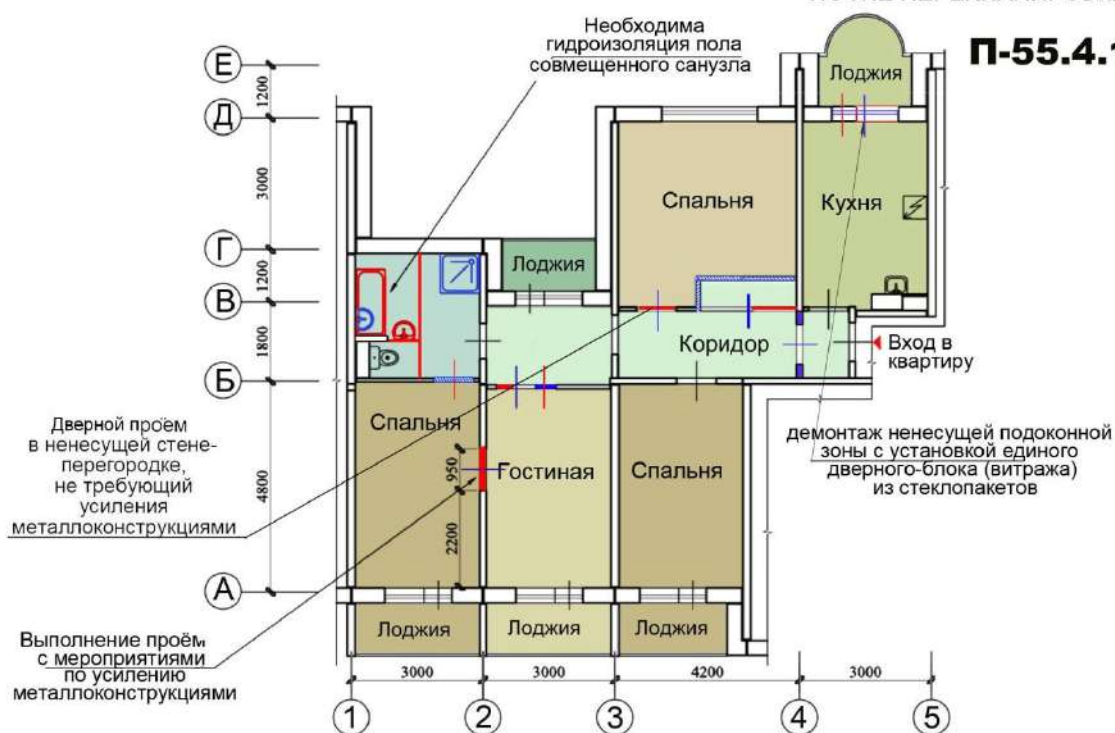 П-55.4.1
Необходима
гидроизоляция пола
совмещенного санузла
Е
Д
Г
В
Б
А
1200
3000
1200
1800
4800
Лоджия
Спальня
Кухня
Лоджия
Коридор
Вход в
квартиру
Дверной проём
в ненесущей стене-
перегородке,
не требующий
усиления
металлоконструкциями
Спальня
Гостиная
Спальня
950
2200
демонтаж ненесущей подоконной
зоны с установкой единого
дверного-блока (витража)
из стеклопакетов
Выполнение проём
с мероприятиями
по усилению
металлоконструкциями
Лоджия
Лоджия
Лоджия
3000
3000
4200
3000
1
2
3
4
5